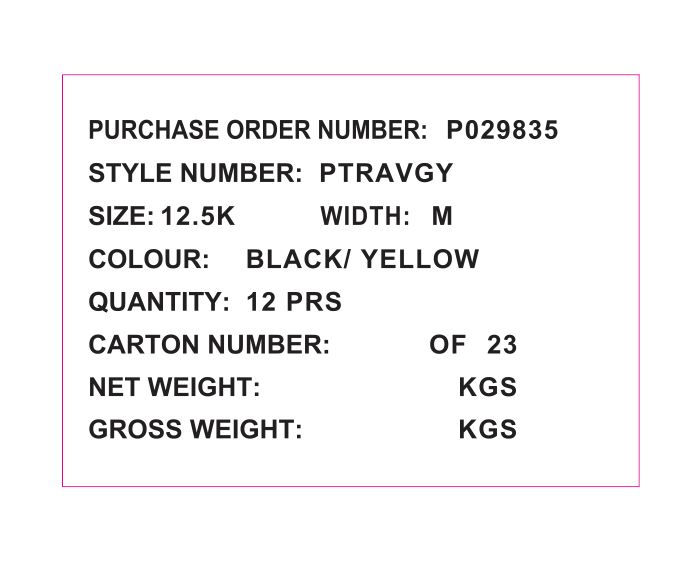 PURCHASE ORDER NUMBER: P029835
STYLE NUMBER: PTRAVGY
SIZE: 12.5K WIDTH: M
COLOUR: BLACK/ YELLOW
QUANTITY: 12 PRS
CARTON NUMBER: OF 23
NET WEIGHT: KGS
GROSS WEIGHT: KGS